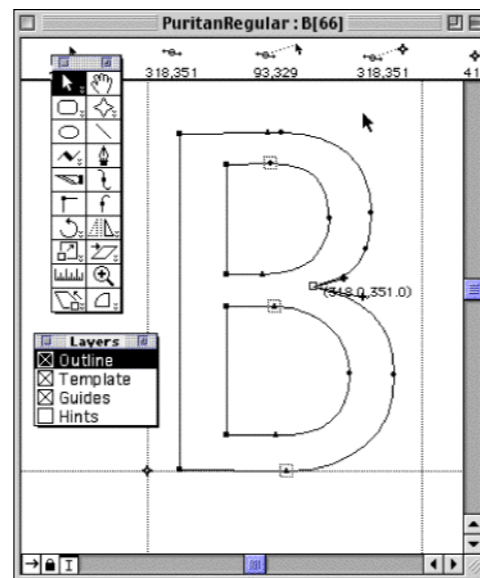 PuritanRegular : B[66]
318,351 93,329 318,351 41
(318.0,351.0)
Layers
Outline
Template
Guides
Hints